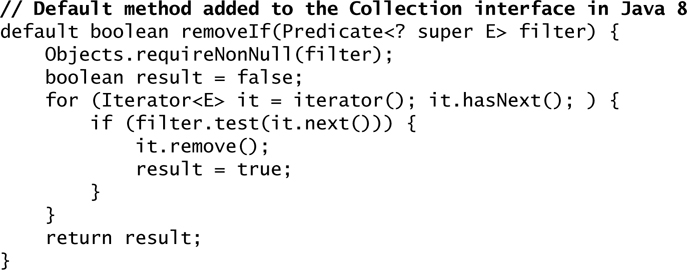 // Default method added to the Collection interface in Java 8
default boolean removeIf(Predicate<? super E> filter) {
    Objects.requireNonNull(filter);
    boolean result = false;
    for (Iterator<E> it = iterator(); it.hasNext(); ) {
        if (filter.test(it.next())) {
            it.remove();
            result = true;
        }
    }
    return result;
}